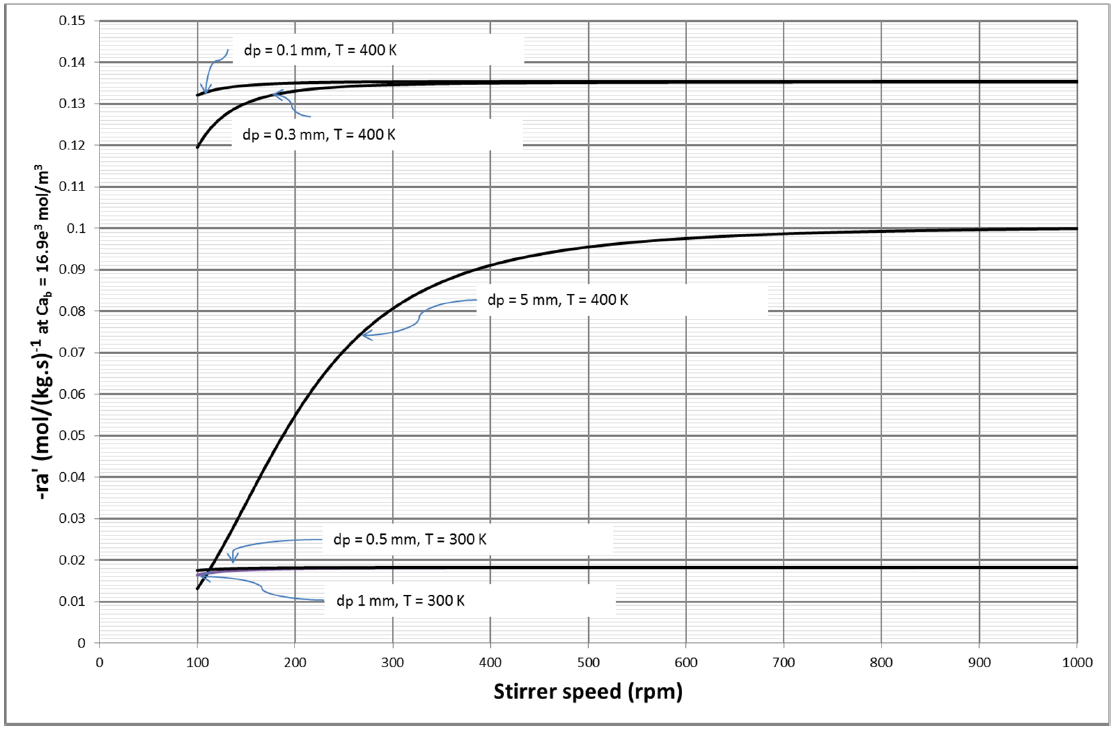 0.15
0.14
0.13
0.12
0.11
0.1
0.09
0.08
0.07
0.06
0.05
0.04
0.03
0.02
0.01
0
-ra' (mol/(kg.s)⁻¹ at Ca_b = 16.9e³ mol/m³
dp = 0.1 mm, T = 400 K
dp = 0.3 mm, T = 400 K
dp = 5 mm, T = 400 K
dp = 0.5 mm, T = 300 K
dp 1 mm, T = 300 K
0 100 200 300 400 500 600 700 800 900 1000
Stirrer speed (rpm)